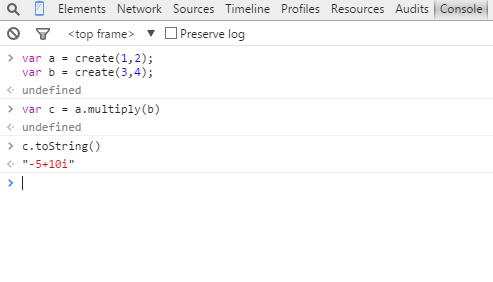 Elements Network Sources Timeline Profiles Resources Audits Console
<top frame> Preserve log
var a = create(1,2);
var b = create(3,4);
undefined
var c = a.multiply(b)
undefined
c.toString()
"-5+10i"